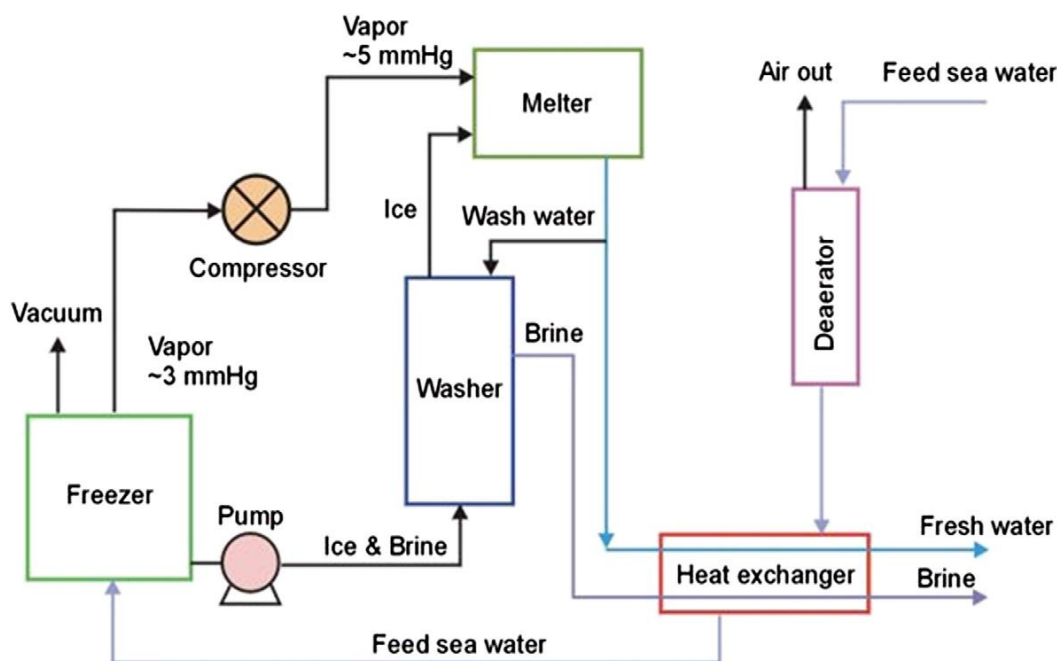 Vapor
~5 mmHg
Melter
Air out
Feed sea water
Ice
Wash water
Compressor
Deaerator
Vacuum
Vapor
~3 mmHg
Brine
Washer
Freezer
Pump
Ice & Brine
Fresh water
Heat exchanger
Brine
Feed sea water